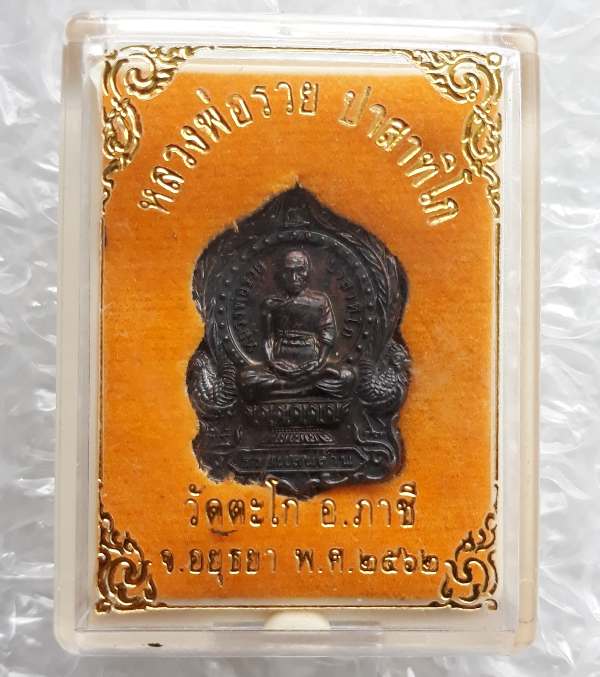 หลวงพ่อรวย ปาสาทิโก
วัดตะโก อ.ภาชี
จ.อยุธยา พ.ศ.๒๕๖๒